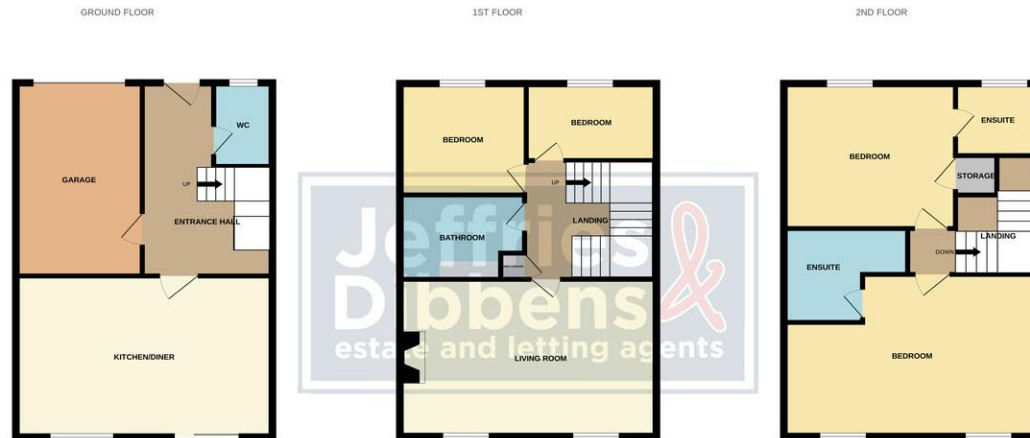 GROUND FLOOR
1ST FLOOR
2ND FLOOR
WC
GARAGE
UP
ENTRANCE HALL
KITCHEN/DINER
BEDROOM
BEDROOM
UP
LANDING
BATHROOM
LIVING ROOM
BEDROOM
ENSUITE
STORAGE
LANDING
DOWN
ENSUITE
BEDROOM
Jeffries &
Dibbens
estate and letting agents